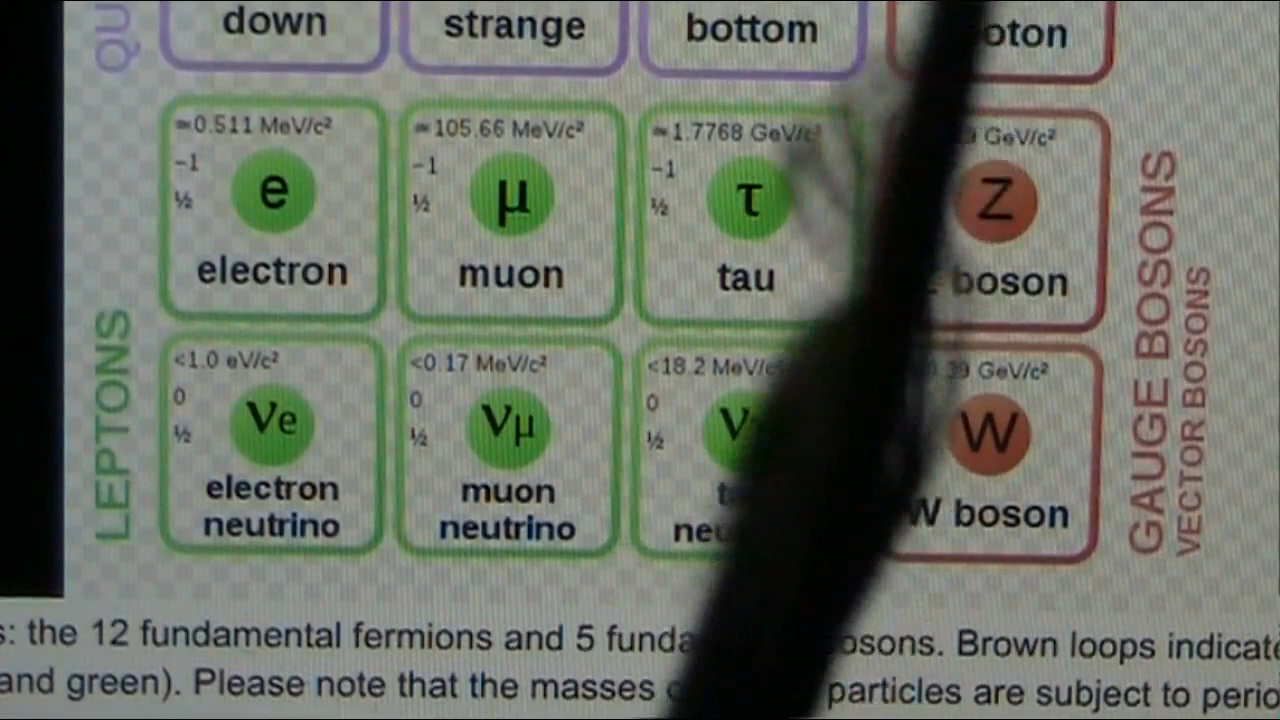 QU
down
strange
bottom
oton
≃0.511 MeV/c²
-1
½
e
electron
≃105.66 MeV/c²
-1
½
μ
muon
≃1.7768 GeV/c²
-1
½
τ
tau
GeV/c²
Z
boson
LEPTONS
<1.0 eV/c²
0
½
νe
electron
neutrino
<0.17 MeV/c²
0
½
νμ
muon
neutrino
<18.2 MeV/c
0
½
ν
neu
39 GeV/c²
W
W boson
GAUGE BOSONS
VECTOR BOSONS
s: the 12 fundamental fermions and 5 funda osons. Brown loops indicate
and green). Please note that the masses particles are subject to perio